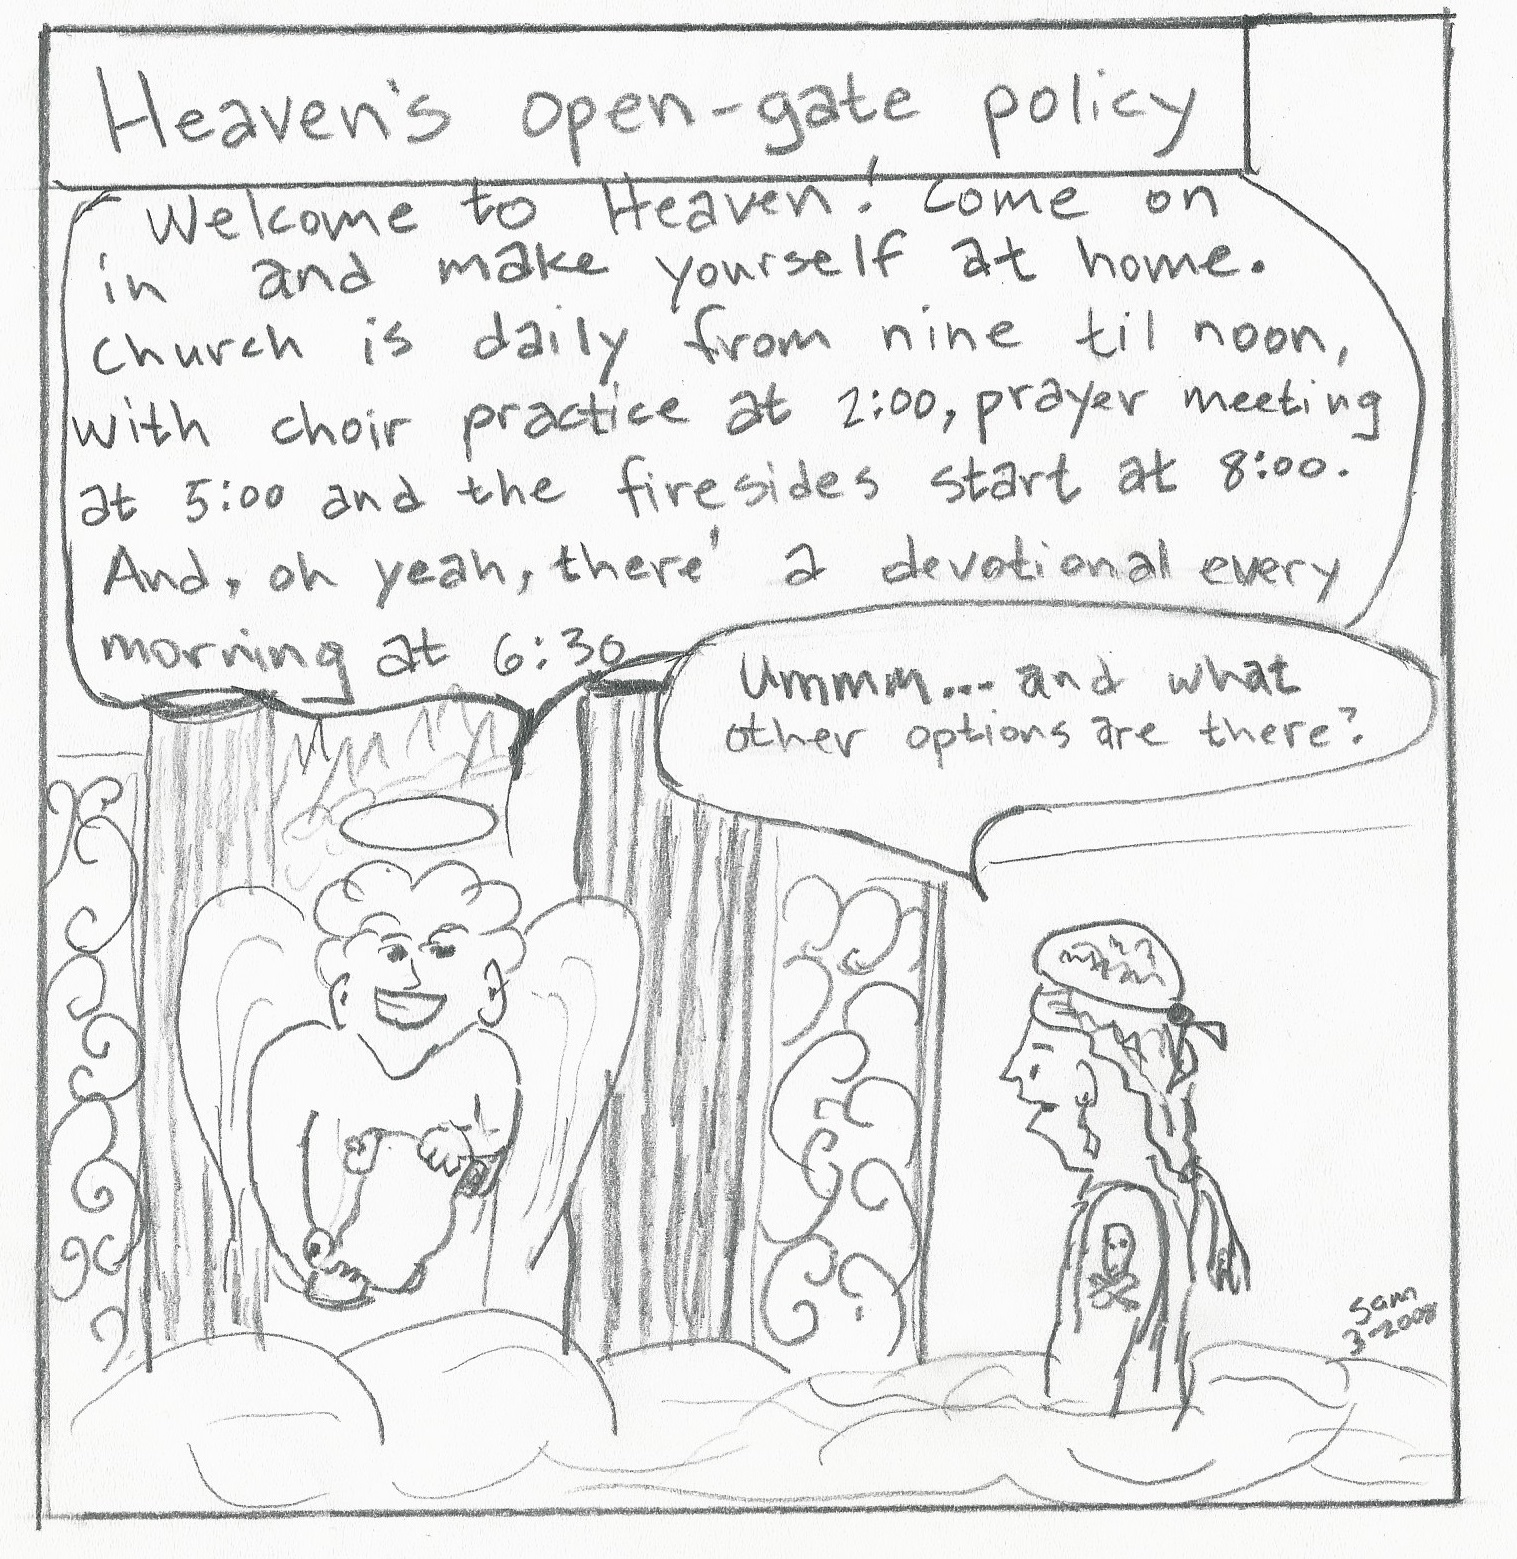 Heaven's open-gate policy
Welcome to Heaven! Come on
in and make yourself at home.
Church is daily from nine til noon,
with choir practice at 2:00, prayer meeting
at 5:00 and the firesides start at 8:00.
And, oh yeah, there' a devotional every
morning at 6:30
Ummm... and what
other options are there?
Sam
3-2008